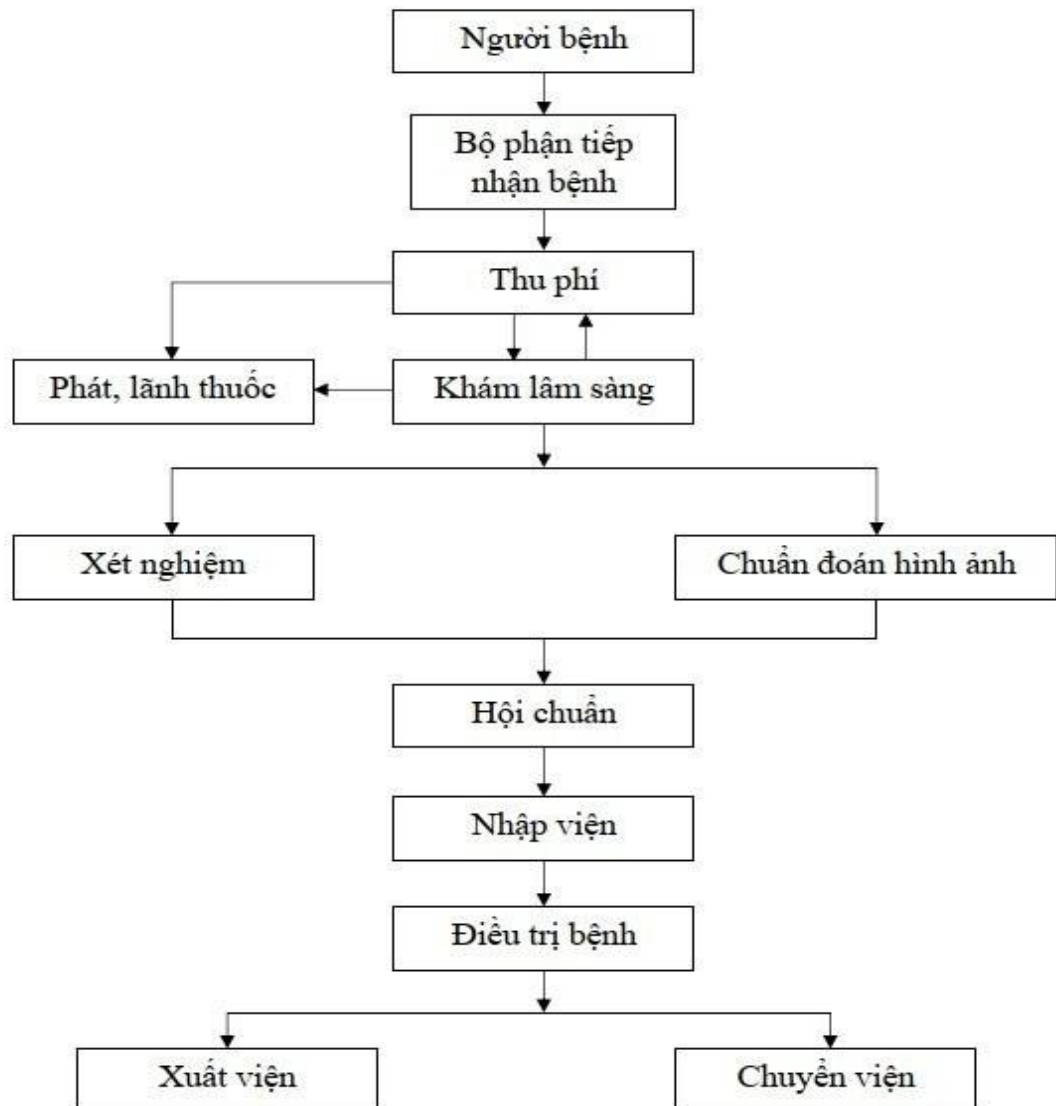 Người bệnh
Bộ phận tiếp
nhận bệnh
Thu phí
Phát, lãnh thuốc
Khám lâm sàng
Xét nghiệm
Chuẩn đoán hình ảnh
Hội chuẩn
Nhập viện
Điều trị bệnh
Xuất viện
Chuyển viện